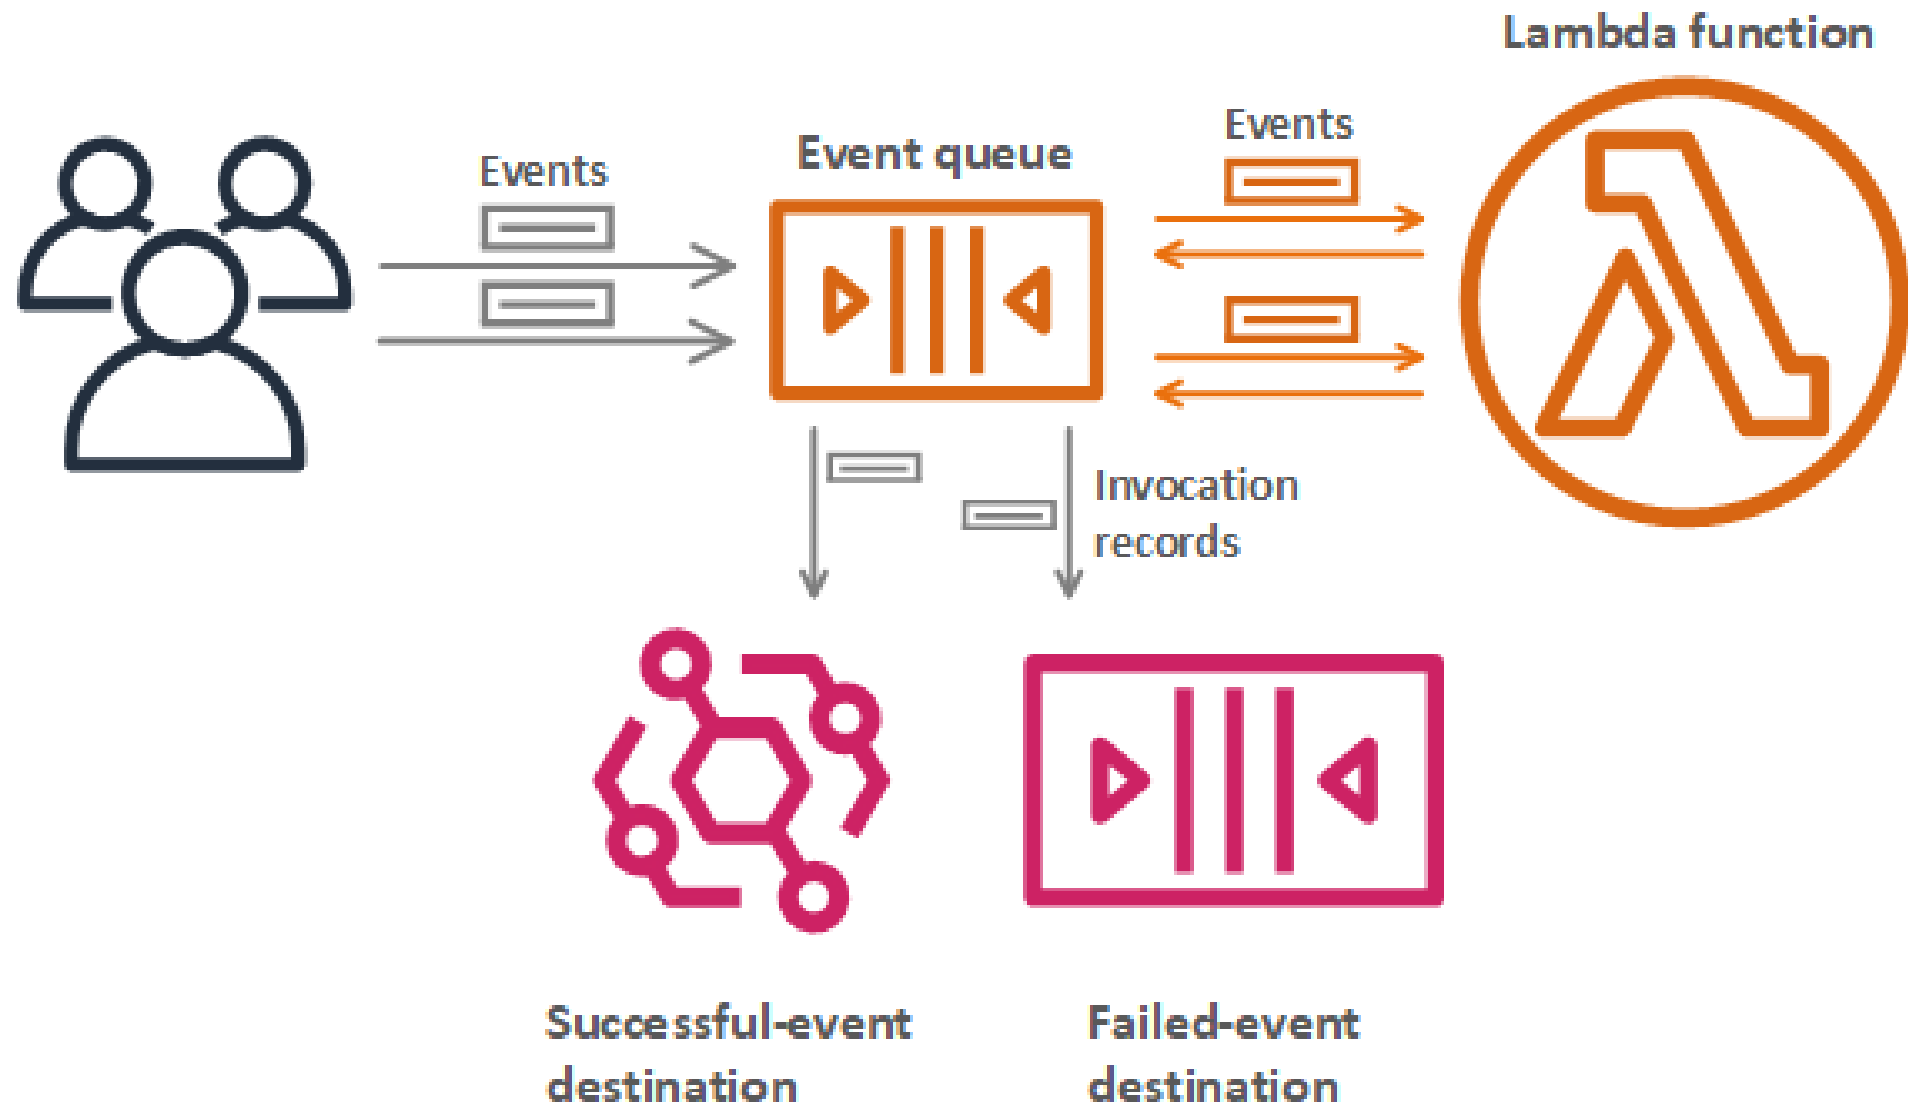 Lambda function
Events
Event queue
Events
Invocation
records
Successful-event
destination
Failed-event
destination